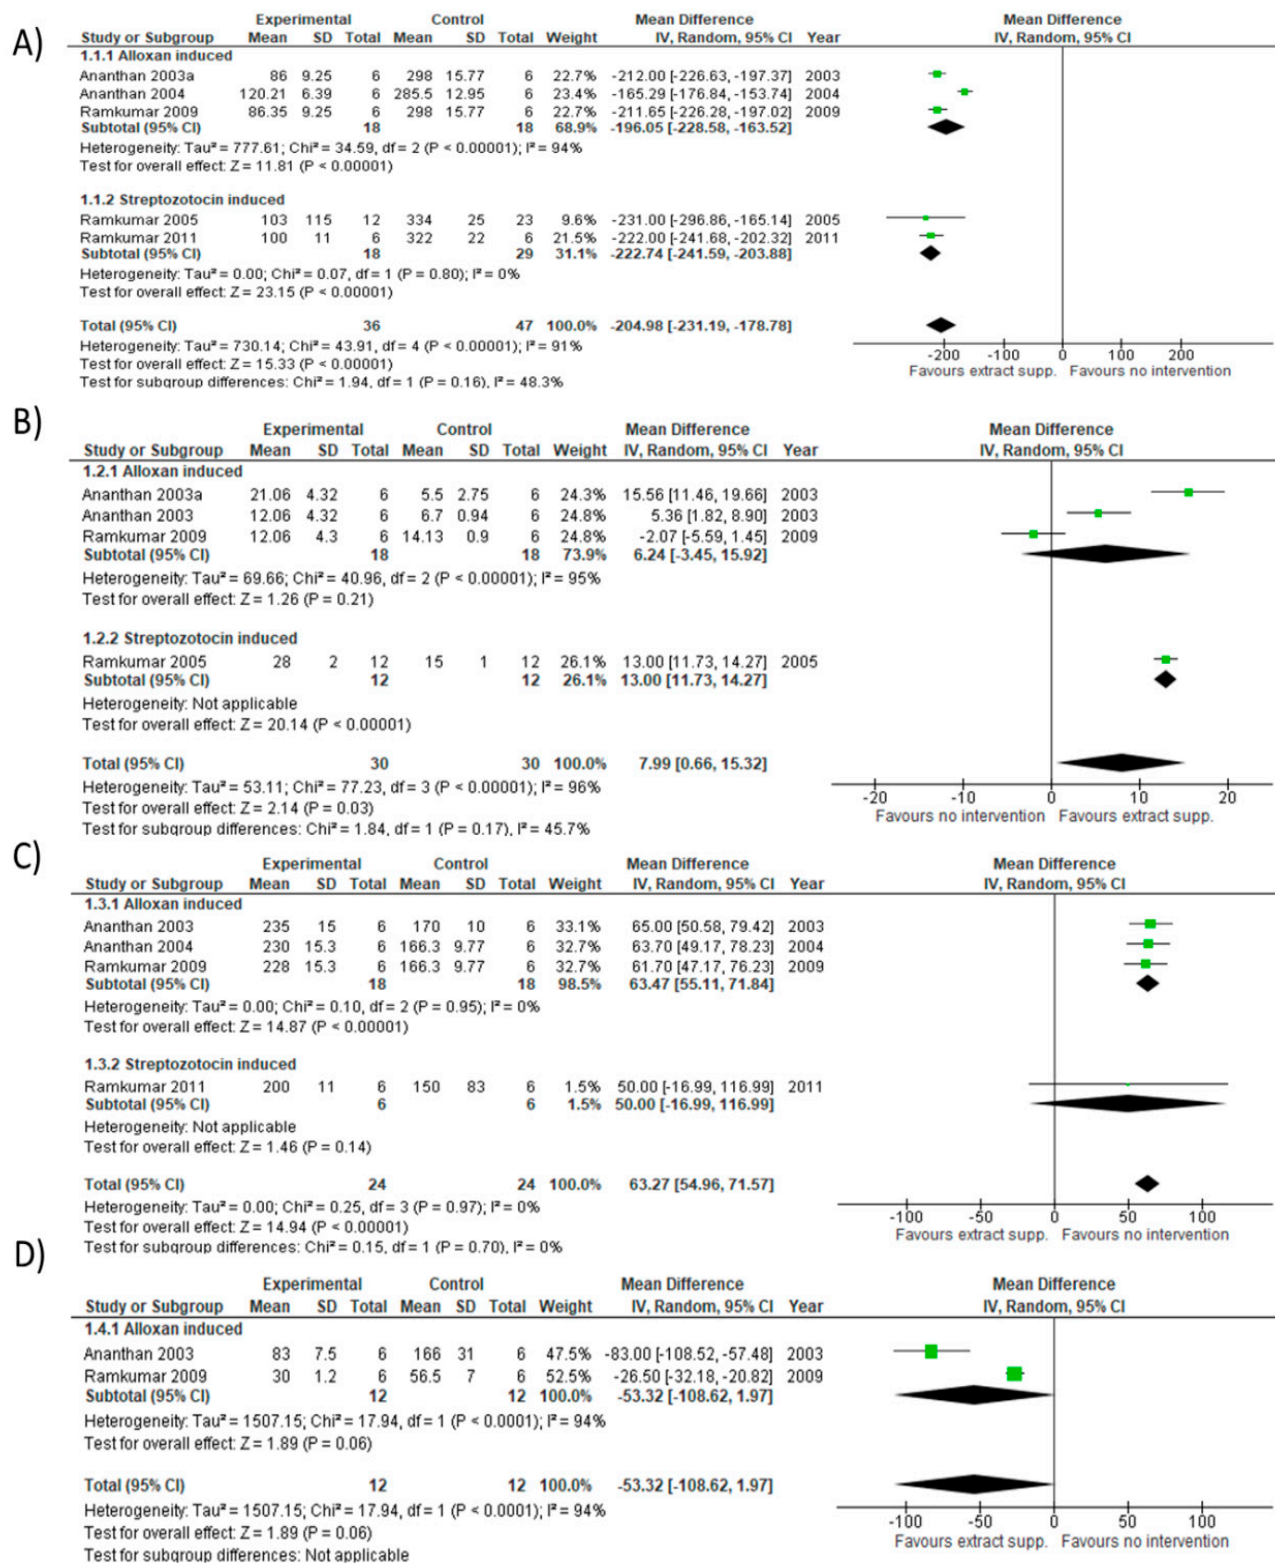 A)
Experimental Control Mean Difference Mean Difference
Study or Subgroup Mean SD Total Mean SD Total Weight IV, Random, 95% CI Year IV, Random, 95% CI
1.1.1 Alloxan induced
Ananthan 2003a 86 9.25 6 298 15.77 6 22.7% -212.00 [-226.63, -197.37] 2003
Ananthan 2004 120.21 6.39 6 285.5 12.95 6 23.4% -165.29 [-176.84, -153.74] 2004
Ramkumar 2009 86.35 9.25 6 298 15.77 6 22.7% -211.65 [-226.28, -197.02] 2009
Subtotal (95% CI) 18 18 68.9% -196.05 [-228.58, -163.52]
Heterogeneity: Tau² = 777.61; Chi² = 34.59, df = 2 (P < 0.00001); I² = 94%
Test for overall effect: Z = 11.81 (P < 0.00001)
1.1.2 Streptozotocin induced
Ramkumar 2005 103 115 12 334 25 23 9.6% -231.00 [-296.86, -165.14] 2005
Ramkumar 2011 100 11 6 322 22 6 21.5% -222.00 [-241.68, -202.32] 2011
Subtotal (95% CI) 18 29 31.1% -222.74 [-241.59, -203.88]
Heterogeneity: Tau² = 0.00; Chi² = 0.07, df = 1 (P = 0.80); I² = 0%
Test for overall effect: Z = 23.15 (P < 0.00001)
Total (95% CI) 36 47 100.0% -204.98 [-231.19, -178.78]
Heterogeneity: Tau² = 730.14; Chi² = 43.91, df = 4 (P < 0.00001); I² = 91%
Test for overall effect: Z = 15.33 (P < 0.00001)
Test for subgroup differences: Chi² = 1.94, df = 1 (P = 0.16), I² = 48.3%
-200 -100 0 100 200
Favours extract supp. Favours no intervention
B)
Experimental Control Mean Difference Mean Difference
Study or Subgroup Mean SD Total Mean SD Total Weight IV, Random, 95% CI Year IV, Random, 95% CI
1.2.1 Alloxan induced
Ananthan 2003a 21.06 4.32 6 5.5 2.75 6 24.3% 15.56 [11.46, 19.66] 2003
Ananthan 2003 12.06 4.32 6 6.7 0.94 6 24.8% 5.36 [1.82, 8.90] 2003
Ramkumar 2009 12.06 4.3 6 14.13 0.9 6 24.8% -2.07 [-5.59, 1.45] 2009
Subtotal (95% CI) 18 18 73.9% 6.24 [-3.45, 15.92]
Heterogeneity: Tau² = 69.66; Chi² = 40.96, df = 2 (P < 0.00001); I² = 95%
Test for overall effect: Z = 1.26 (P = 0.21)
1.2.2 Streptozotocin induced
Ramkumar 2005 28 2 12 15 1 12 26.1% 13.00 [11.73, 14.27] 2005
Subtotal (95% CI) 12 12 26.1% 13.00 [11.73, 14.27]
Heterogeneity: Not applicable
Test for overall effect: Z = 20.14 (P < 0.00001)
Total (95% CI) 30 30 100.0% 7.99 [0.66, 15.32]
Heterogeneity: Tau² = 53.11; Chi² = 77.23, df = 3 (P < 0.00001); I² = 96%
Test for overall effect: Z = 2.14 (P = 0.03)
Test for subgroup differences: Chi² = 1.84, df = 1 (P = 0.17), I² = 45.7%
-20 -10 0 10 20
Favours no intervention Favours extract supp.
C)
Experimental Control Mean Difference Mean Difference
Study or Subgroup Mean SD Total Mean SD Total Weight IV, Random, 95% CI Year IV, Random, 95% CI
1.3.1 Alloxan induced
Ananthan 2003 235 15 6 170 10 6 33.1% 65.00 [50.58, 79.42] 2003
Ananthan 2004 230 15.3 6 166.3 9.77 6 32.7% 63.70 [49.17, 78.23] 2004
Ramkumar 2009 228 15.3 6 166.3 9.77 6 32.7% 61.70 [47.17, 76.23] 2009
Subtotal (95% CI) 18 18 98.5% 63.47 [55.11, 71.84]
Heterogeneity: Tau² = 0.00; Chi² = 0.10, df = 2 (P = 0.95); I² = 0%
Test for overall effect: Z = 14.87 (P < 0.00001)
1.3.2 Streptozotocin induced
Ramkumar 2011 200 11 6 150 83 6 1.5% 50.00 [-16.99, 116.99] 2011
Subtotal (95% CI) 6 6 1.5% 50.00 [-16.99, 116.99]
Heterogeneity: Not applicable
Test for overall effect: Z = 1.46 (P = 0.14)
Total (95% CI) 24 24 100.0% 63.27 [54.96, 71.57]
Heterogeneity: Tau² = 0.00; Chi² = 0.25, df = 3 (P = 0.97); I² = 0%
Test for overall effect: Z = 14.94 (P < 0.00001)
Test for subgroup differences: Chi² = 0.15, df = 1 (P = 0.70), I² = 0%
-100 -50 0 50 100
Favours extract supp. Favours no intervention
D)
Experimental Control Mean Difference Mean Difference
Study or Subgroup Mean SD Total Mean SD Total Weight IV, Random, 95% CI Year IV, Random, 95% CI
1.4.1 Alloxan induced
Ananthan 2003 83 7.5 6 166 31 6 47.5% -83.00 [-108.52, -57.48] 2003
Ramkumar 2009 30 1.2 6 56.5 7 6 52.5% -26.50 [-32.18, -20.82] 2009
Subtotal (95% CI) 12 12 100.0% -53.32 [-108.62, 1.97]
Heterogeneity: Tau² = 1507.15; Chi² = 17.94, df = 1 (P < 0.0001); I² = 94%
Test for overall effect: Z = 1.89 (P = 0.06)
Total (95% CI) 12 12 100.0% -53.32 [-108.62, 1.97]
Heterogeneity: Tau² = 1507.15; Chi² = 17.94, df = 1 (P < 0.0001); I² = 94%
Test for overall effect: Z = 1.89 (P = 0.06)
Test for subgroup differences: Not applicable
-100 -50 0 50 100
Favours extract supp. Favours no intervention